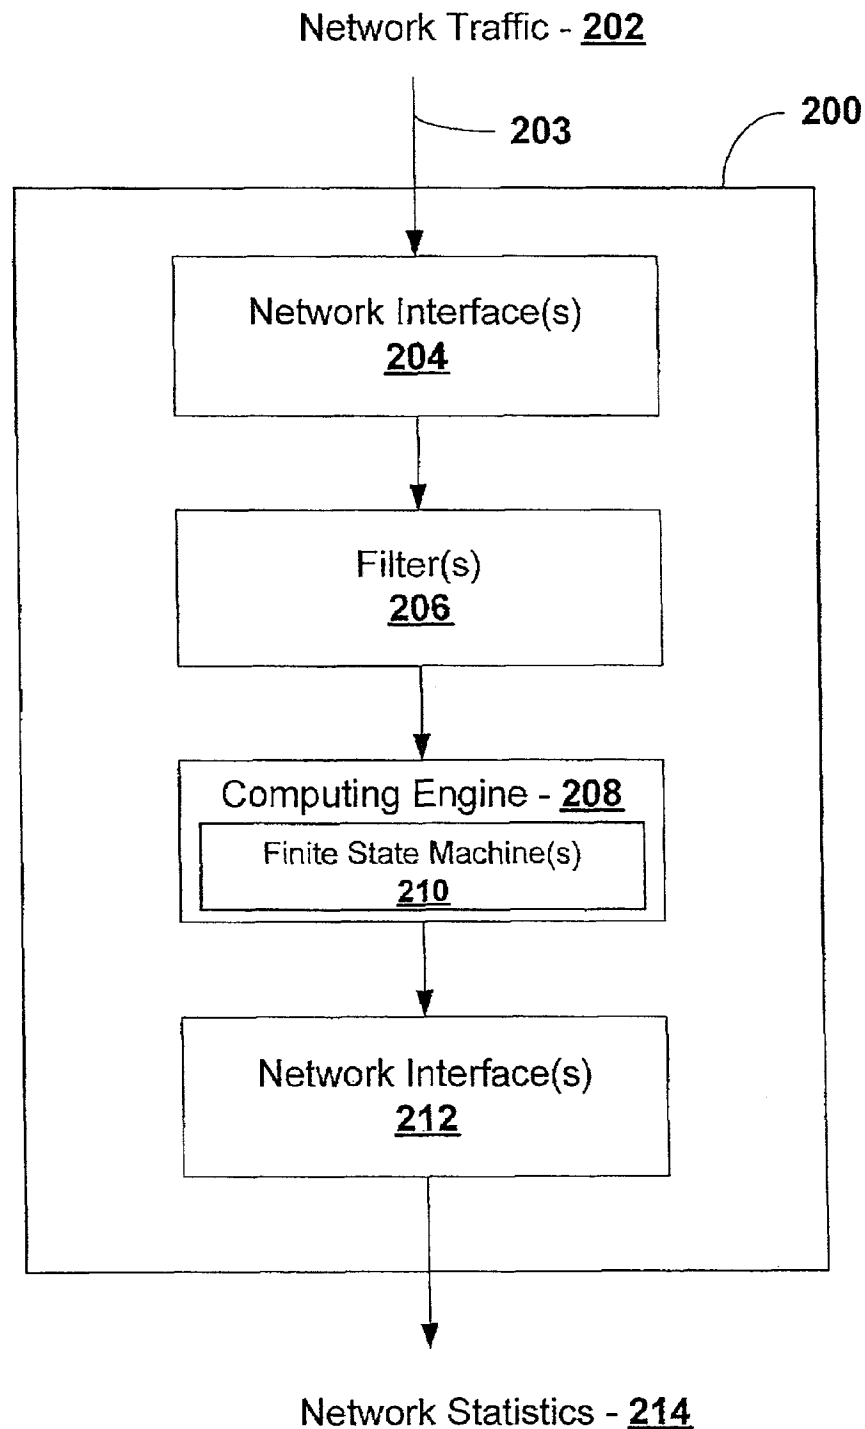 Network Traffic - 202
203
200
Network Interface(s)
204
Filter(s)
206
Computing Engine - 208
Finite State Machine(s)
210
Network Interface(s)
212
Network Statistics - 214